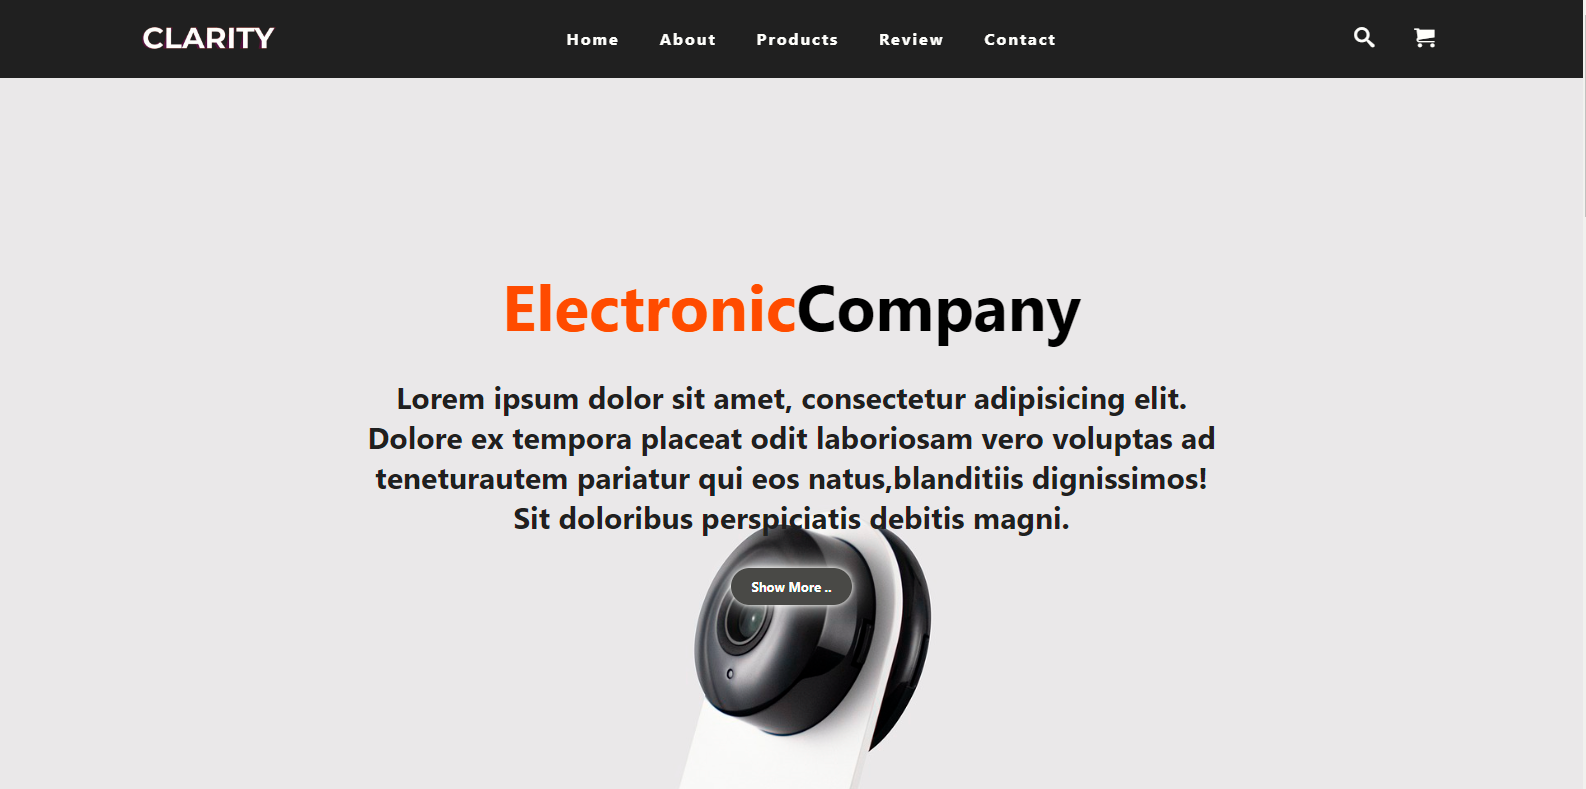 CLARITY
Home
About
Products
Review
Contact
ElectronicCompany
Lorem ipsum dolor sit amet, consectetur adipisicing elit.
Dolore ex tempora placeat odit laboriosam vero voluptas ad
teneturautem pariatur qui eos natus,blanditiis dignissimos!
Sit doloribus perspiciatis debitis magni.
Show More ..